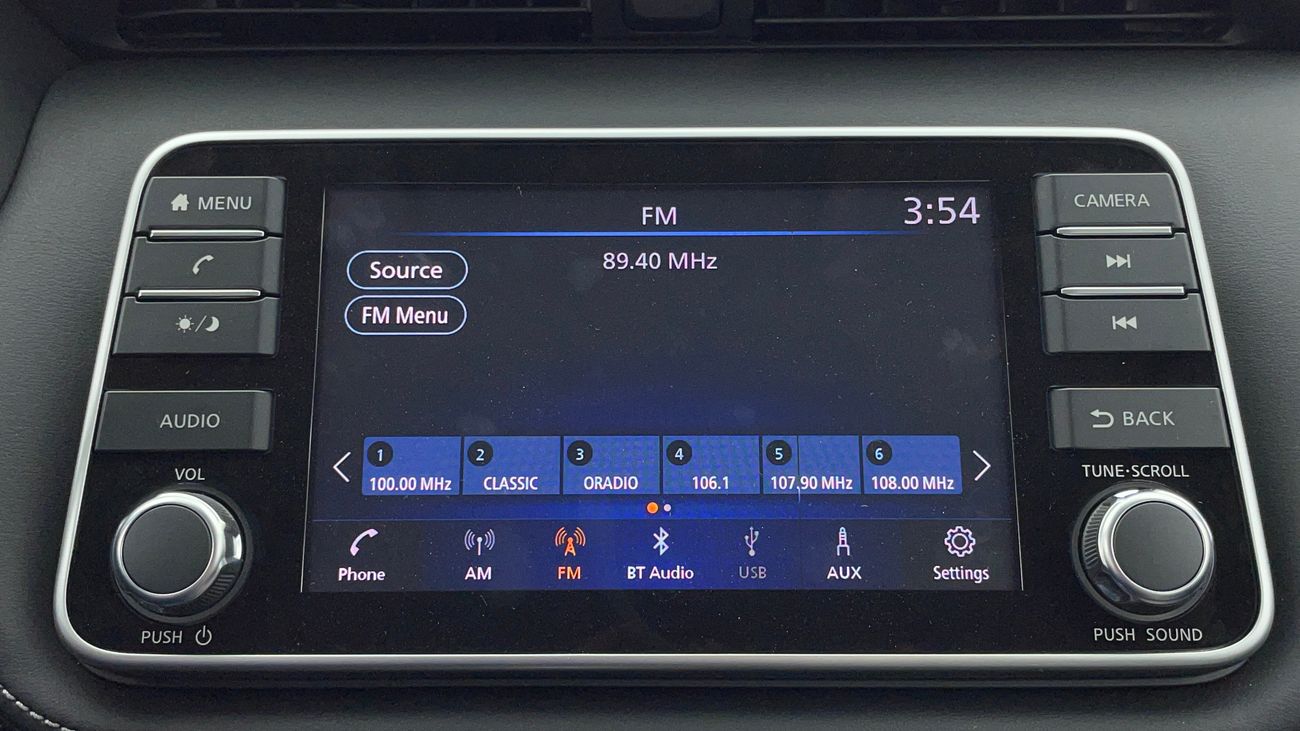 MENU
AUDIO
VOL
PUSH
FM
3:54
89.40 MHz
Source
FM Menu
1
100.00 MHz
2
CLASSIC
3
ORADIO
4
106.1
5
107.90 MHz
6
108.00 MHz
Phone
AM
FM
BT Audio
USB
AUX
Settings
CAMERA
BACK
TUNE·SCROLL
PUSH SOUND